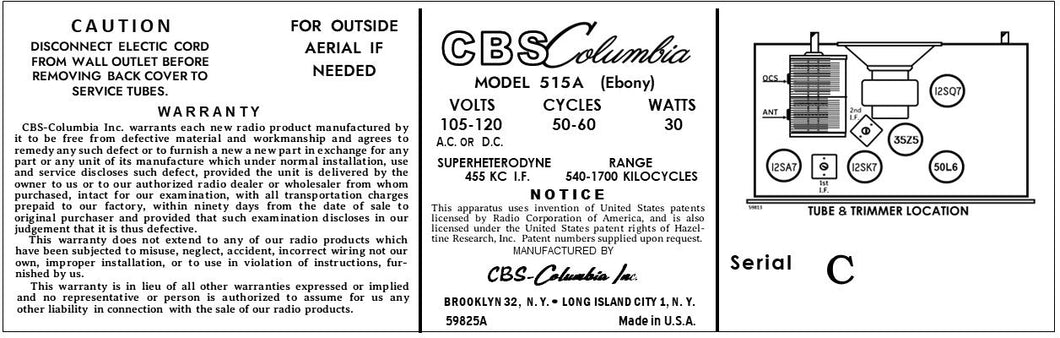 CAUTION
DISCONNECT ELECTIC CORD
FROM WALL OUTLET BEFORE
REMOVING BACK COVER TO
SERVICE TUBES.
FOR OUTSIDE
AERIAL IF
NEEDED
WARRANTY
CBS-Columbia Inc. warrants each new radio product manufactured by
it to be free from defective material and workmanship and agrees to
remedy any such defect or to furnish a new a new part in exchange for any
part or any unit of its manufacture which under normal installation, use
and service discloses such defect, provided the unit is delivered by the
owner to us or to our authorized radio dealer or wholesaler from whom
purchased, intact for our examination, with all transportation charges
prepaid to our factory, within ninety days from the date of sale to
original purchaser and provided that such examination discloses in our
judgement that it is thus defective.
This warranty does not extend to any of our radio products which
have been subjected to misuse, neglect, accident, incorrect wiring not our
own, improper installation, or to use in violation of instructions, fur-
nished by us.
This warranty is in lieu of all other warranties expressed or implied
and no representative or person is authorized to assume for us any
other liability in connection with the sale of our radio products.
CBS Columbia
MODEL 515A (Ebony)
VOLTS CYCLES WATTS
105-120 50-60 30
A.C. OR D.C.
SUPERHETERODYNE RANGE
455 KC I.F. 540-1700 KILOCYCLES
NOTICE
This apparatus uses invention of United States patents
licensed by Radio Corporation of America, and is also
licensed under the United States patent rights of Hazel-
tine Research, Inc. Patent numbers supplied upon request.
MANUFACTURED BY
CBS-Columbia Inc.
BROOKLYN 32, N.Y. • LONG ISLAND CITY 1, N.Y.
59825A Made in U.S.A.
OCS
ANT
12SQ7
2nd
I.F.
35Z5
12SA7
1st
I.F.
12SK7
50L6
59813
TUBE & TRIMMER LOCATION
Serial C